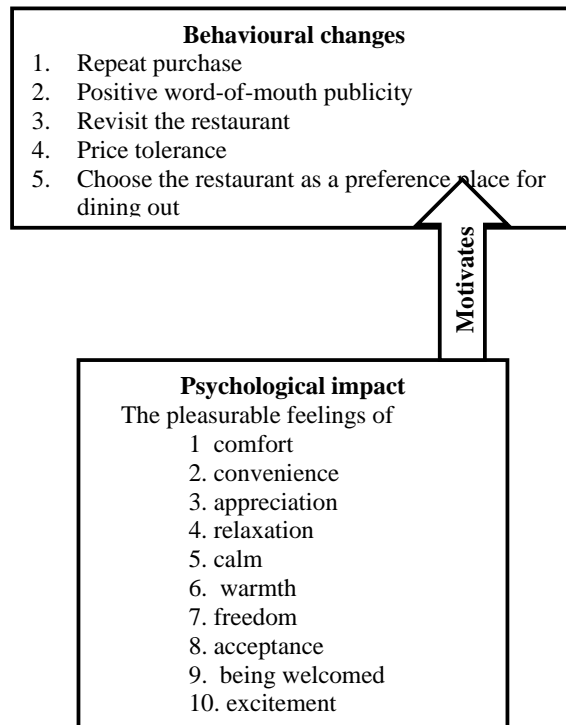 Behavioural changes
1. Repeat purchase
2. Positive word-of-mouth publicity
3. Revisit the restaurant
4. Price tolerance
5. Choose the restaurant as a preference place for
dining out
Motivates
Psychological impact
The pleasurable feelings of
1 comfort
2. convenience
3. appreciation
4. relaxation
5. calm
6. warmth
7. freedom
8. acceptance
9. being welcomed
10. excitement